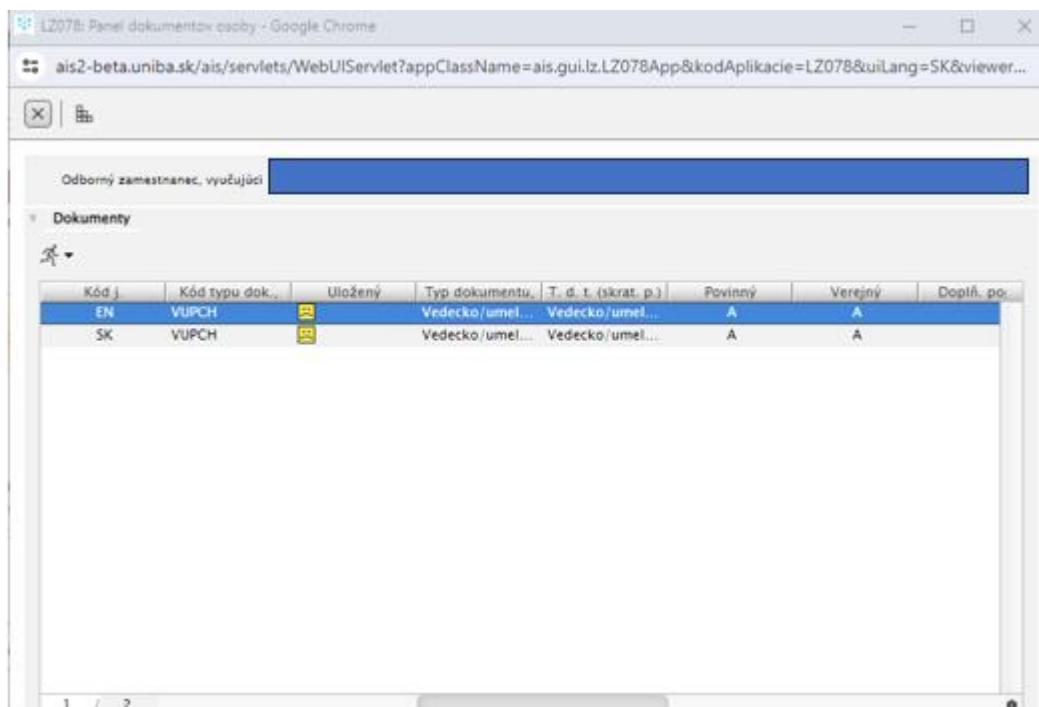 LZ078: Panel dokumentov osoby - Google Chrome
ais2-beta.uniba.sk/ais/servlets/WebUIServlet?appClassName=ais.gui.lz.LZ078App&kodAplikacie=LZ078&uiLang=SK&viewer...
Odborný zamestnanec, vyučujúci
Dokumenty
Kód j. Kód typu dok., Uložený Typ dokumentu, T. d. t. (skrat. p.) Povinný Verejný Doplň. po
EN VUPCH Vedecko/umel... Vedecko/umel... A A
SK VUPCH Vedecko/umel... Vedecko/umel... A A
1 / 2